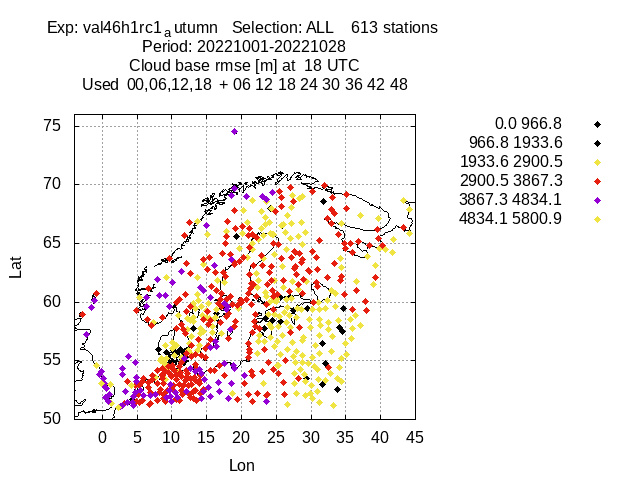 Exp: val46h1rc1autumn Selection: ALL 613 stations
Period: 20221001-20221028
Cloud base rmse [m] at 18 UTC
Used 00,06,12,18 + 06 12 18 24 30 36 42 48
0.0 966.8
966.8 1933.6
1933.6 2900.5
2900.5 3867.3
3867.3 4834.1
4834.1 5800.9
75
70
65
60
55
50
Lat
0 5 10 15 20 25 30 35 40 45
Lon